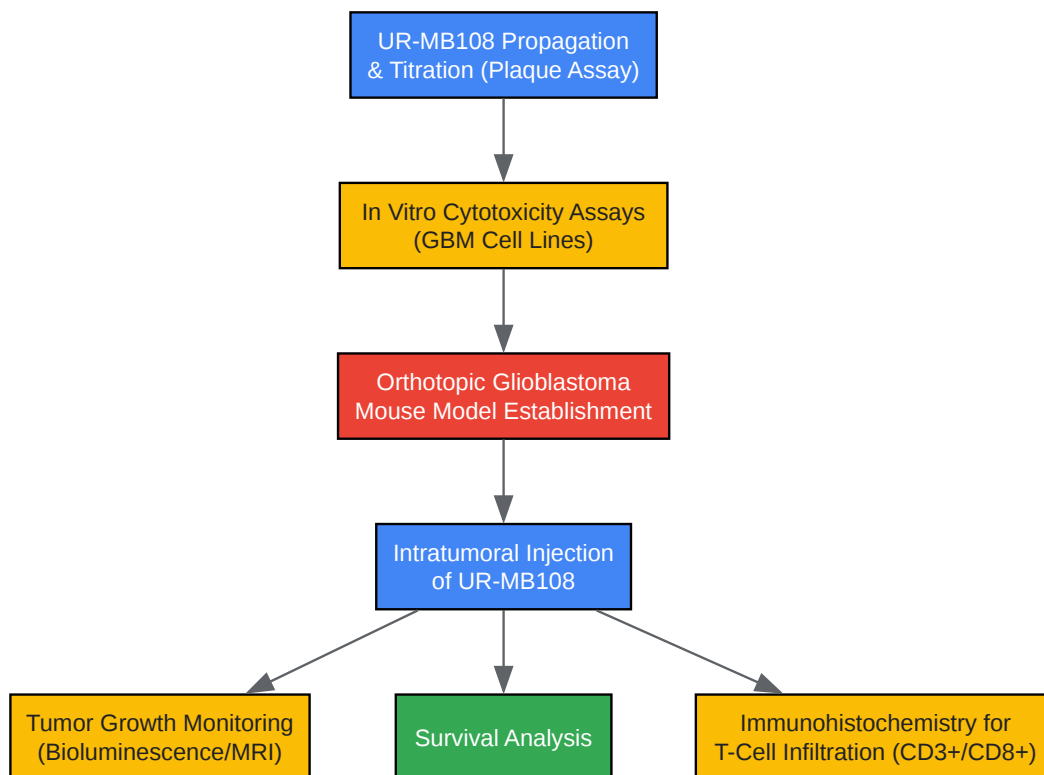 UR-MB108 Propagation
& Titration (Plaque Assay)
In Vitro Cytotoxicity Assays
(GBM Cell Lines)
Orthotopic Glioblastoma
Mouse Model Establishment
Intratumoral Injection
of UR-MB108
Tumor Growth Monitoring
(Bioluminescence/MRI)
Survival Analysis
Immunohistochemistry for
T-Cell Infiltration (CD3+/CD8+)